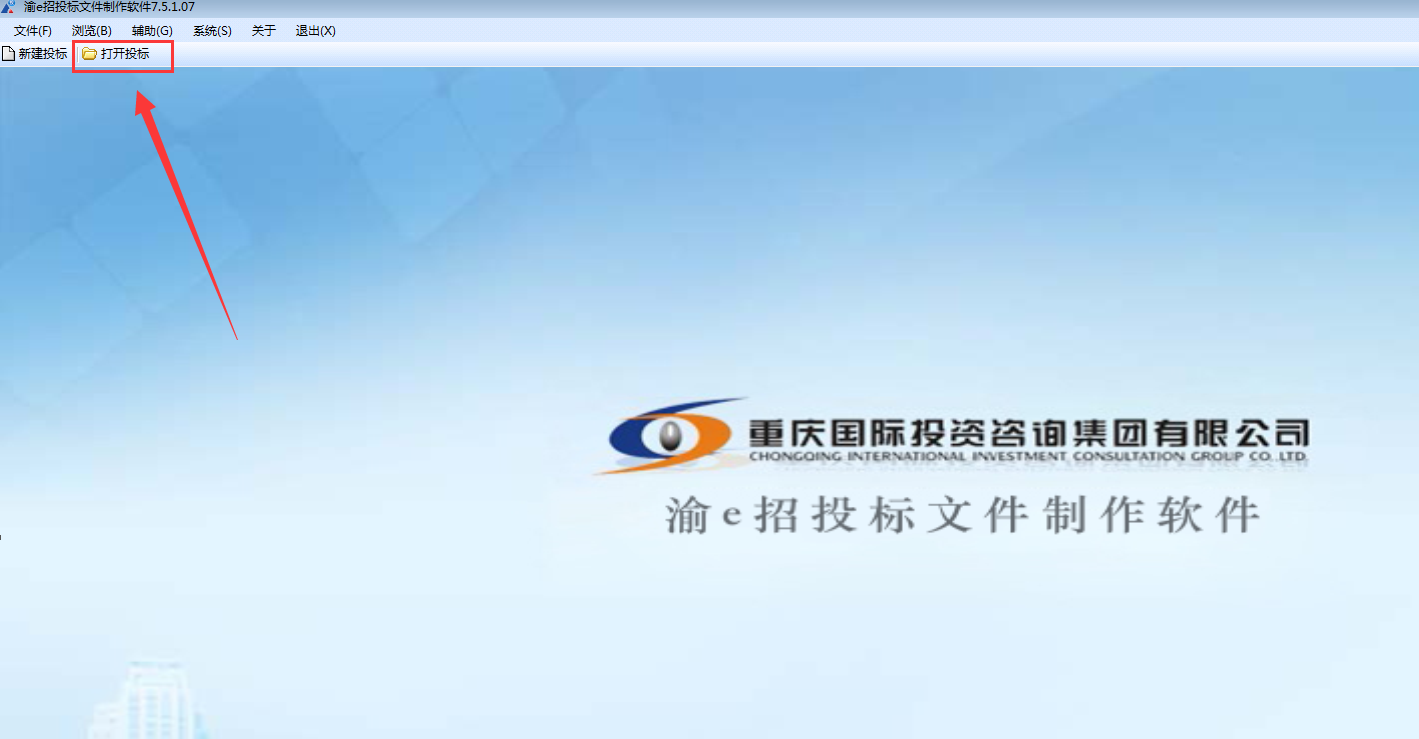 渝e招投标文件制作软件7.5.1.07
文件(F) 浏览(B) 辅助(G) 系统(S) 关于 退出(X)
新建投标 打开投标
重庆国际投资咨询集团有限公司
CHONGQING INTERNATIONAL INVESTMENT CONSULTATION GROUP CO.,LTD.
渝e招投标文件制作软件